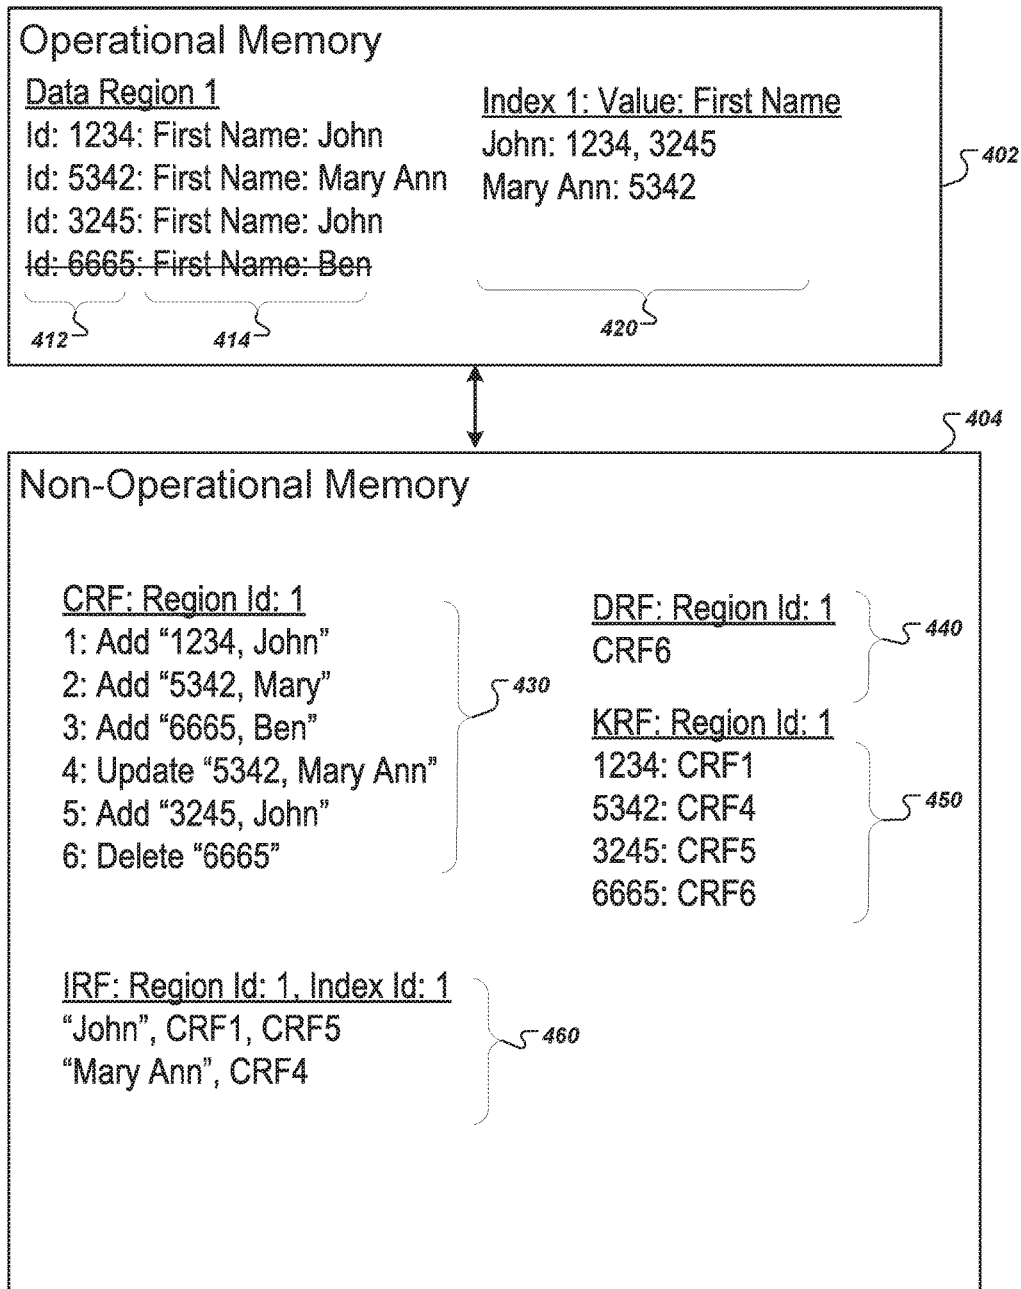 Operational Memory
Data Region 1
Id: 1234: First Name: John
Id: 5342: First Name: Mary Ann
Id: 3245: First Name: John
Id: 6665: First Name: Ben
412
414
Index 1: Value: First Name
John: 1234, 3245
Mary Ann: 5342
420
402
404
Non-Operational Memory
CRF: Region Id: 1
1: Add “1234, John”
2: Add “5342, Mary”
3: Add “6665, Ben”
4: Update “5342, Mary Ann”
5: Add “3245, John”
6: Delete “6665”
430
DRF: Region Id: 1
CRF6
440
KRF: Region Id: 1
1234: CRF1
5342: CRF4
3245: CRF5
6665: CRF6
450
IRF: Region Id: 1, Index Id: 1
“John”, CRF1, CRF5
“Mary Ann”, CRF4
460